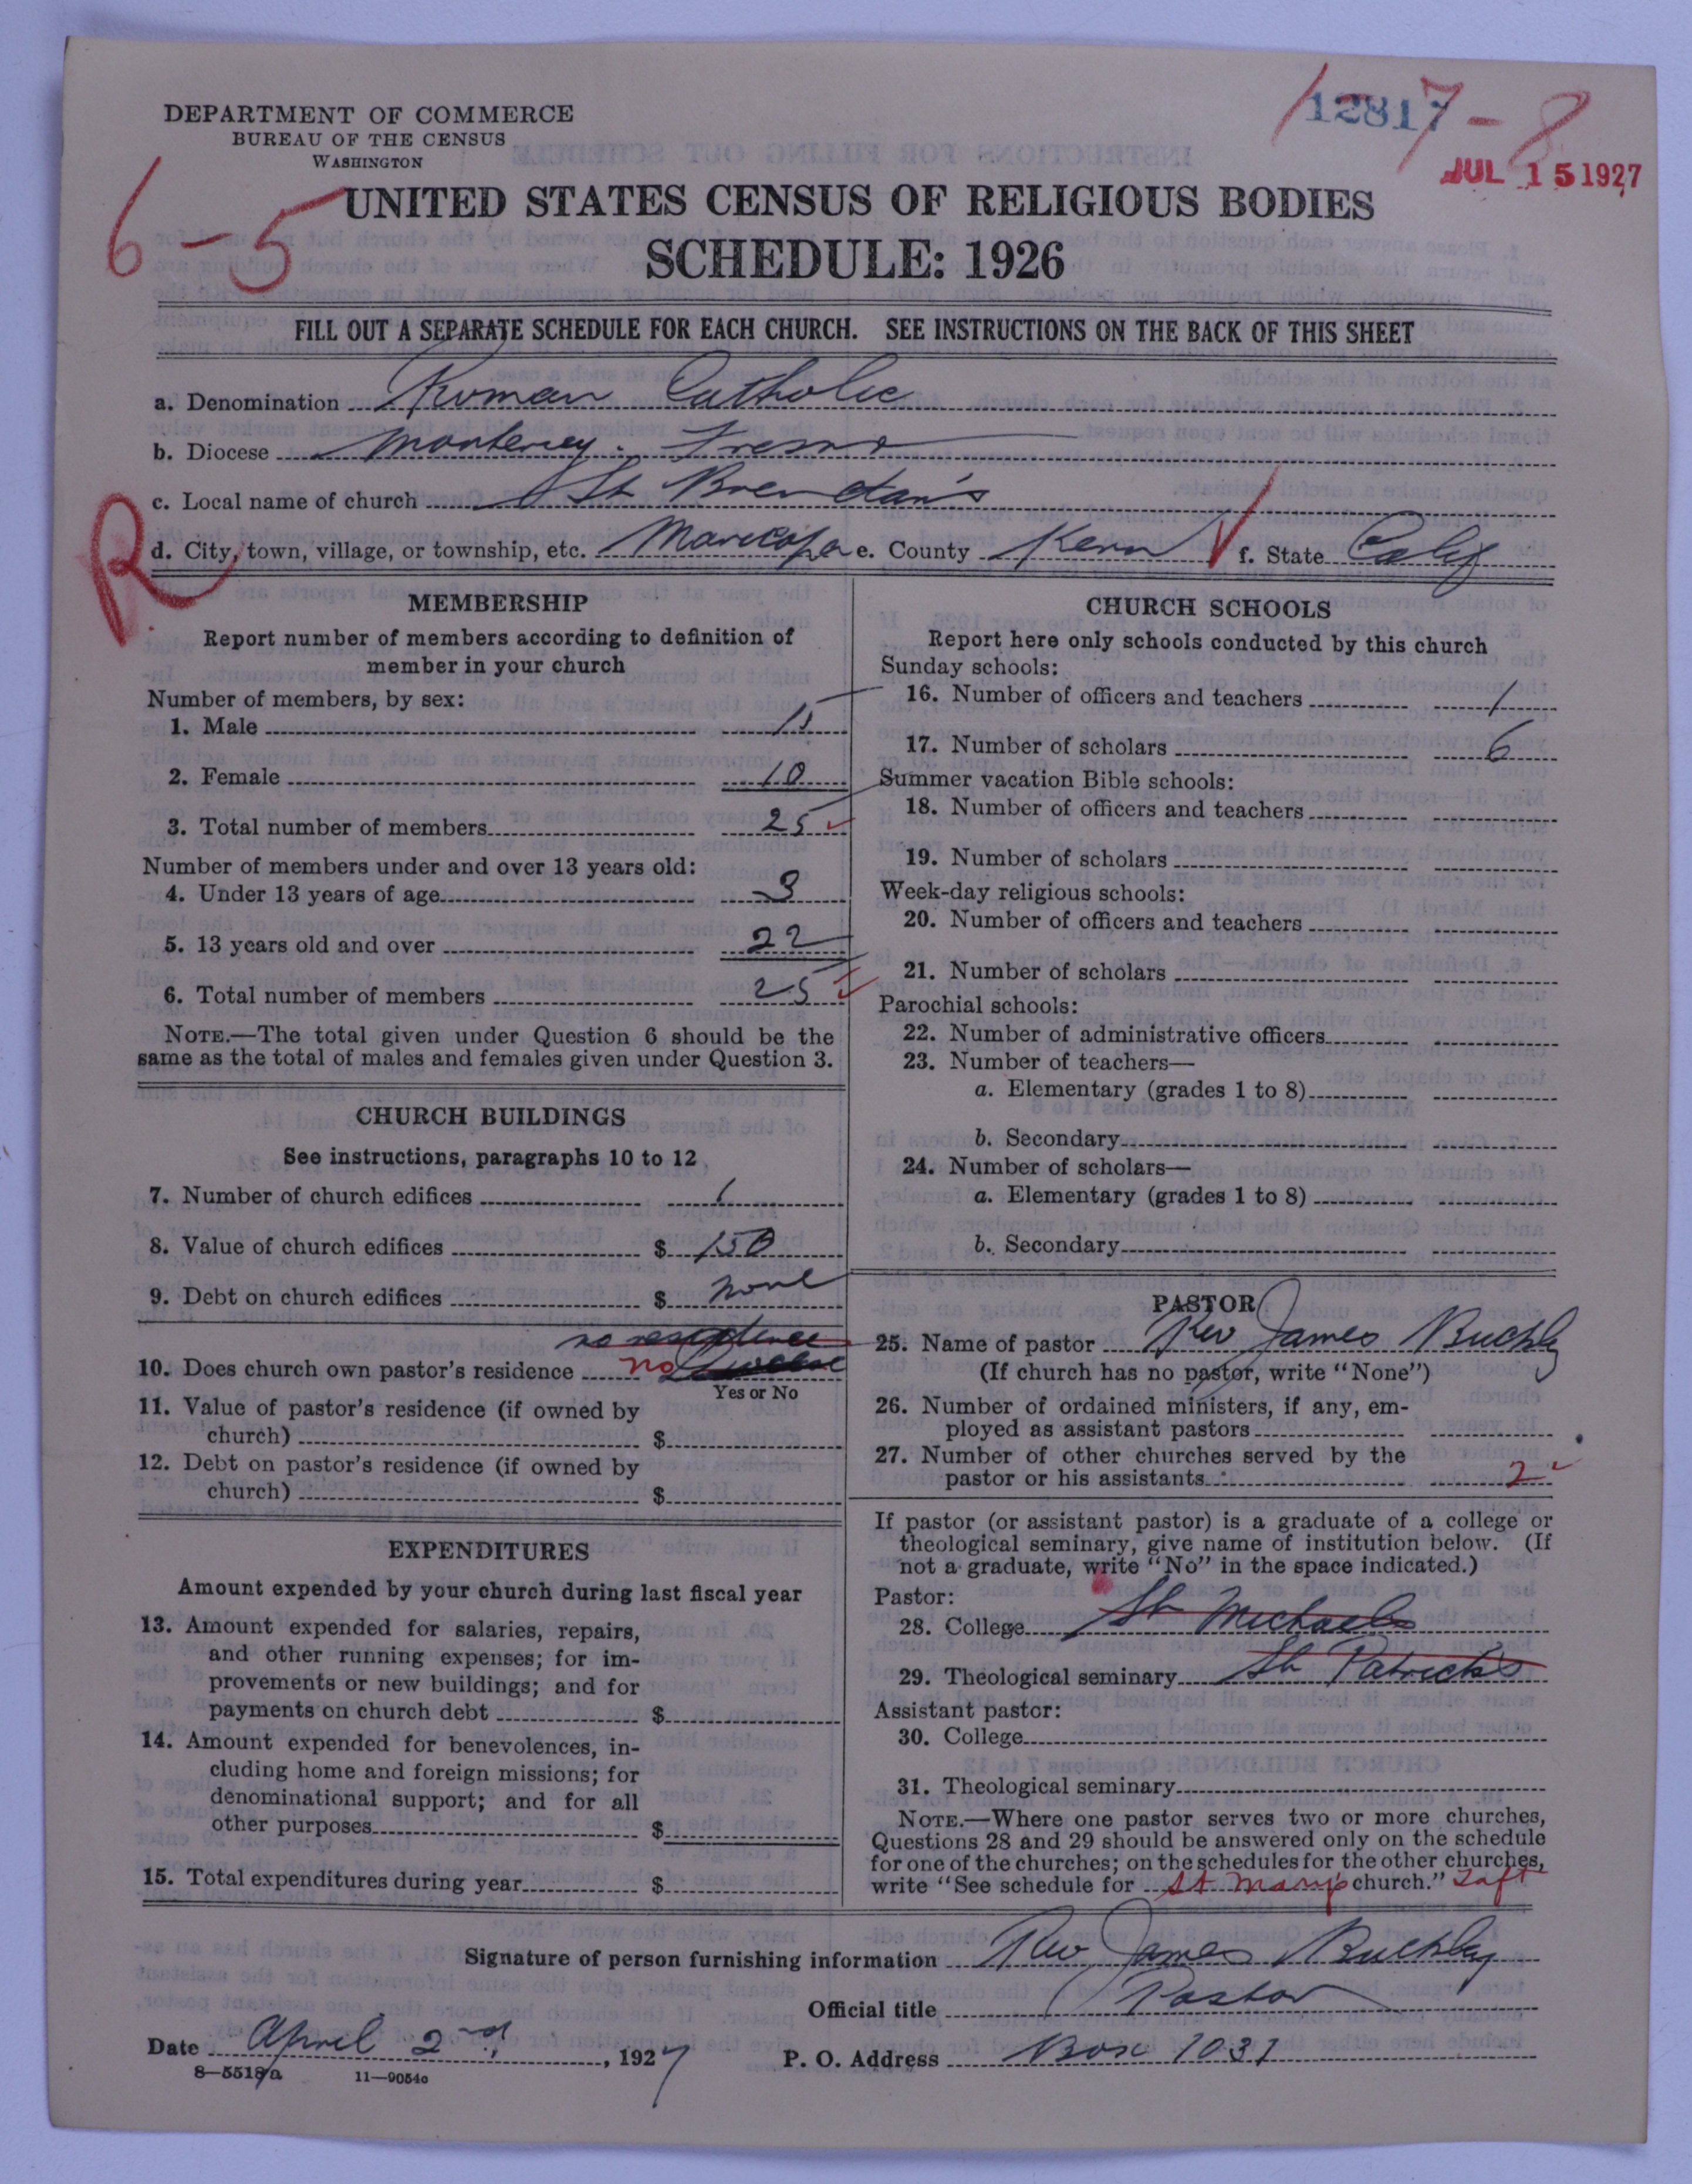 DEPARTMENT OF COMMERCE
BUREAU OF THE CENSUS
WASHINGTON
12817
1 7-8
JUL 15 1927
6-5
UNITED STATES CENSUS OF RELIGIOUS BODIES
SCHEDULE: 1926
FILL OUT A SEPARATE SCHEDULE FOR EACH CHURCH. SEE INSTRUCTIONS ON THE BACK OF THIS SHEET
a. Denomination Roman Catholic
b. Diocese Monterey. Fresno
R
c. Local name of church St Brendan's
d. City, town, village, or township, etc. Maricopa e. County Kern f. State Calif
MEMBERSHIP
Report number of members according to definition of
member in your church
Number of members, by sex:
1. Male 15
2. Female 10
3. Total number of members 25
Number of members under and over 13 years old:
4. Under 13 years of age 3
5. 13 years old and over 22
6. Total number of members 25
NOTE.—The total given under Question 6 should be the
same as the total of males and females given under Question 3.
CHURCH BUILDINGS
See instructions, paragraphs 10 to 12
7. Number of church edifices 1
8. Value of church edifices $ 150
9. Debt on church edifices $ none
no residence
10. Does church own pastor's residence no
Yes or No
11. Value of pastor's residence (if owned by
church) $
12. Debt on pastor's residence (if owned by
church) $
EXPENDITURES
Amount expended by your church during last fiscal year
13. Amount expended for salaries, repairs,
and other running expenses; for im-
provements or new buildings; and for
payments on church debt $
14. Amount expended for benevolences, in-
cluding home and foreign missions; for
denominational support; and for all
other purposes $
15. Total expenditures during year $
CHURCH SCHOOLS
Report here only schools conducted by this church
Sunday schools:
16. Number of officers and teachers 1
17. Number of scholars 6
Summer vacation Bible schools:
18. Number of officers and teachers
19. Number of scholars
Week-day religious schools:
20. Number of officers and teachers
21. Number of scholars
Parochial schools:
22. Number of administrative officers
23. Number of teachers—
a. Elementary (grades 1 to 8)
b. Secondary
24. Number of scholars—
a. Elementary (grades 1 to 8)
b. Secondary
PASTOR
25. Name of pastor Rev James Buckley
(If church has no pastor, write "None")
26. Number of ordained ministers, if any, em-
ployed as assistant pastors
27. Number of other churches served by the
pastor or his assistants 2
If pastor (or assistant pastor) is a graduate of a college or
theological seminary, give name of institution below. (If
not a graduate, write "No" in the space indicated.)
Pastor:
28. College St Michaels
29. Theological seminary St Patricks
Assistant pastor:
30. College
31. Theological seminary
NOTE.—Where one pastor serves two or more churches,
Questions 28 and 29 should be answered only on the schedule
for one of the churches; on the schedules for the other churches,
write "See schedule for St Mary's church." Taft
Signature of person furnishing information Rev James Buckley
Official title Pastor
Date April 2nd, 1927 P. O. Address Box 1031
8—5518a 11—9054o